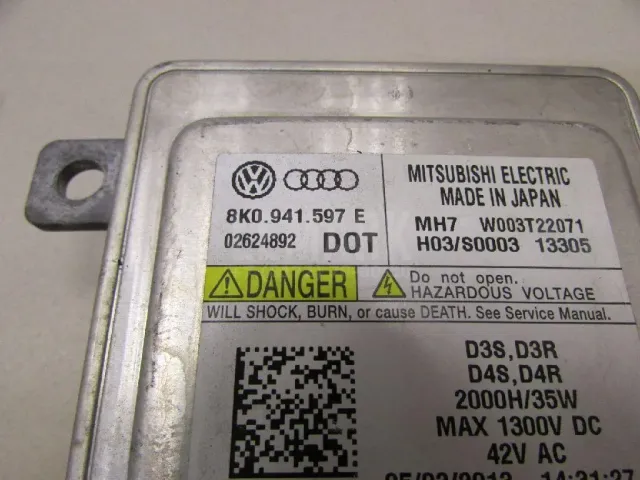 MITSUBISHI ELECTRIC
MADE IN JAPAN
8K0.941.597 E
02624892 DOT
MH7 W003T22071
H03/S0003 13305
DANGER
Do not open.
HAZARDOUS VOLTAGE
WILL SHOCK, BURN, or cause DEATH. See Service Manual.
D3S,D3R
D4S,D4R
2000H/35W
MAX 1300V DC
42V AC